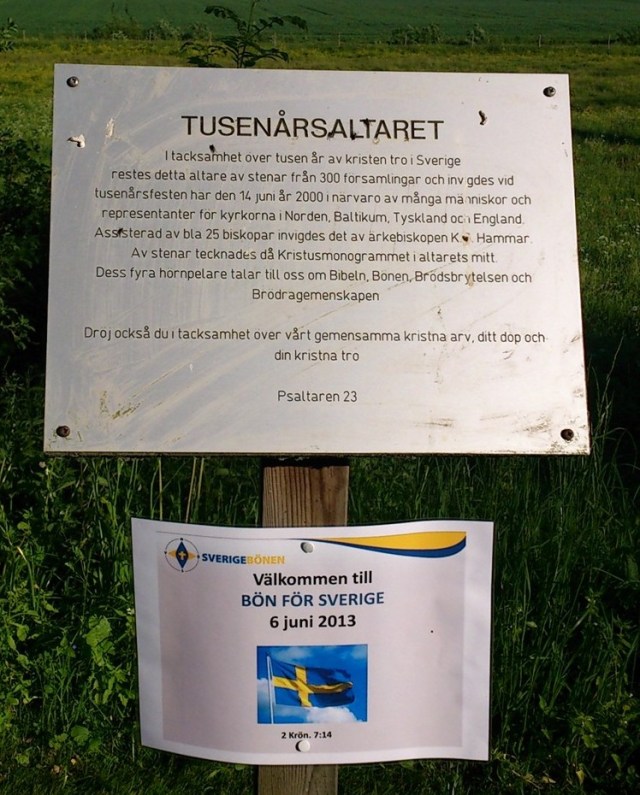 TUSENÅRSALTARET
I tacksamhet över tusen år av kristen tro i Sverige
restes detta altare av stenar från 300 församlingar och inv gdes vid
tusenårsfesten här den 14 juni år 2000 i närvaro av många människor och
representanter för kyrkorna i Norden, Baltikum, Tyskland och England.
Assisterad av bla 25 biskopar invigdes det av ärkebiskopen K.G. Hammar.
Av stenar tecknades då Kristusmonogrammet i altarets mitt.
Dess fyra hörnpelare talar till oss om Bibeln, Bönen, Brödsbrytelsen och
Brödragemenskapen
Dröj också du i tacksamhet över vårt gemensamma kristna arv, ditt dop och
din kristna tro
Psaltaren 23
SVERIGEBÖNEN
Välkommen till
BÖN FÖR SVERIGE
6 juni 2013
2 Krön. 7:14